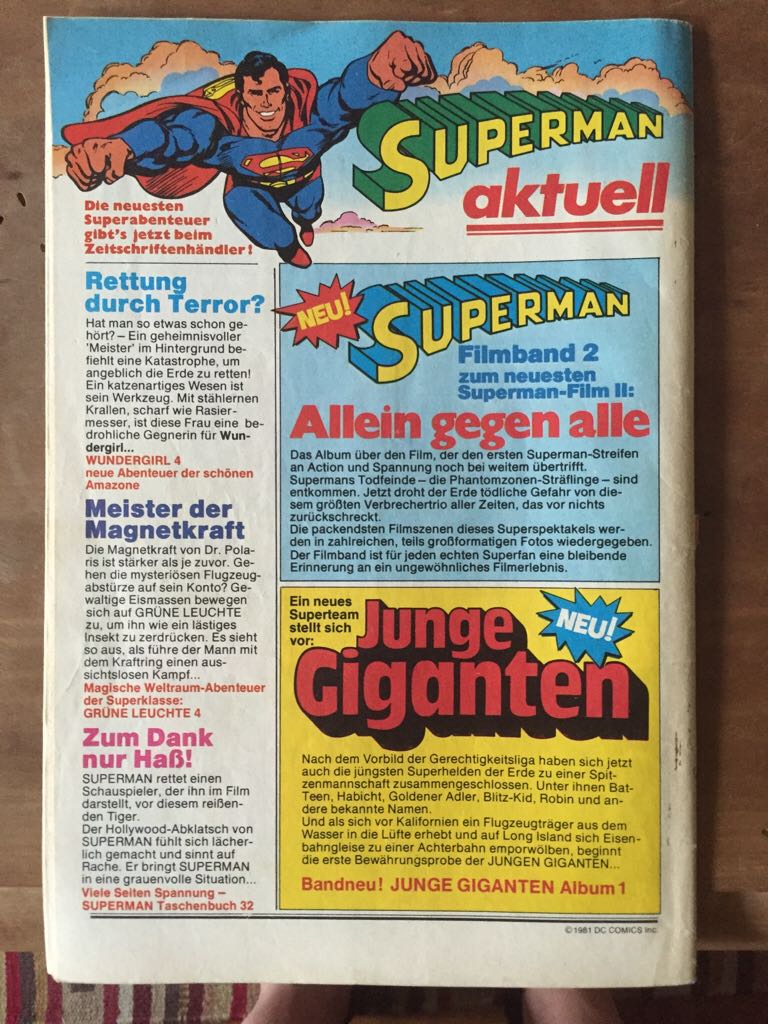 SUPERMAN
aktuell
Die neuesten
Superabenteuer
gibt's jetzt beim
Zeitschriftenhändler!
Rettung
durch Terror?
Hat man so etwas schon ge-
hört? – Ein geheimnisvoller
'Meister' im Hintergrund be-
fiehlt eine Katastrophe, um
angeblich die Erde zu retten!
Ein katzenartiges Wesen ist
sein Werkzeug. Mit stählernen
Krallen, scharf wie Rasier-
messer, ist diese Frau eine be-
drohliche Gegnerin für Wun-
dergirl...
WUNDERGIRL 4
neue Abenteuer der schönen
Amazone
Meister der
Magnetkraft
Die Magnetkraft von Dr. Pola-
ris ist stärker als je zuvor. Ge-
hen die mysteriösen Flugzeug-
abstürze auf sein Konto? Ge-
waltige Eismassen bewegen
sich auf GRÜNE LEUCHTE
zu, um ihn wie ein lästiges
Insekt zu zerdrücken. Es sieht
so aus, als führe der Mann mit
dem Kraftring einen aus-
sichtslosen Kampf...
Magische Weltraum-Abenteuer
der Superklasse:
GRÜNE LEUCHTE 4
Zum Dank
nur Haß!
SUPERMAN rettet einen
Schauspieler, der ihn im Film
darstellt, vor diesem reißen-
den Tiger.
Der Hollywood-Abklatsch von
SUPERMAN fühlt sich lächer-
lich gemacht und sinnt auf
Rache. Er bringt SUPERMAN
in eine grauenvolle Situation...
Viele Seiten Spannung –
SUPERMAN Taschenbuch 32
NEU!
SUPERMAN
Filmband 2
zum neuesten
Superman-Film II:
Allein gegen alle
Das Album über den Film, der den ersten Superman-Streifen
an Action und Spannung noch bei weitem übertrifft.
Supermans Todfeinde – die Phantomzonen-Sträflinge – sind
entkommen. Jetzt droht der Erde tödliche Gefahr von die-
sem größten Verbrechertrio aller Zeiten, das vor nichts
zurückschreckt.
Die packendsten Filmszenen dieses Superspektakels wer-
den in zahlreichen, teils großformatigen Fotos wiedergegeben.
Der Filmband ist für jeden echten Superfan eine bleibende
Erinnerung an ein ungewöhnliches Filmerlebnis.
Ein neues
Superteam
stellt sich
vor:
Junge
Giganten
NEU!
Nach dem Vorbild der Gerechtigkeitsliga haben sich jetzt
auch die jüngsten Superhelden der Erde zu einer Spit-
zenmannschaft zusammengeschlossen. Unter ihnen Bat-
Teen, Habicht, Goldener Adler, Blitz-Kid, Robin und an-
dere bekannte Namen.
Und als sich vor Kalifornien ein Flugzeugträger aus dem
Wasser in die Lüfte erhebt und auf Long Island sich Eisen-
bahngleise zu einer Achterbahn emporwölben, beginnt
die erste Bewährungsprobe der JUNGEN GIGANTEN...
Bandneu! JUNGE GIGANTEN Album 1
© 1981 DC COMICS Inc.